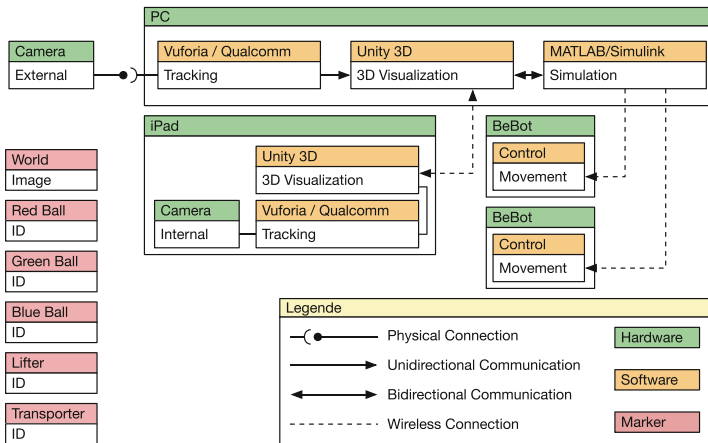 PC
Camera
External
Vuforia / Qualcomm
Tracking
Unity 3D
3D Visualization
MATLAB/Simulink
Simulation
iPad
Unity 3D
3D Visualization
Camera
Internal
Vuforia / Qualcomm
Tracking
BeBot
Control
Movement
BeBot
Control
Movement
World
Image
Red Ball
ID
Green Ball
ID
Blue Ball
ID
Lifter
ID
Transporter
ID
Legende
Physical Connection
Unidirectional Communication
Bidirectional Communication
Wireless Connection
Hardware
Software
Marker